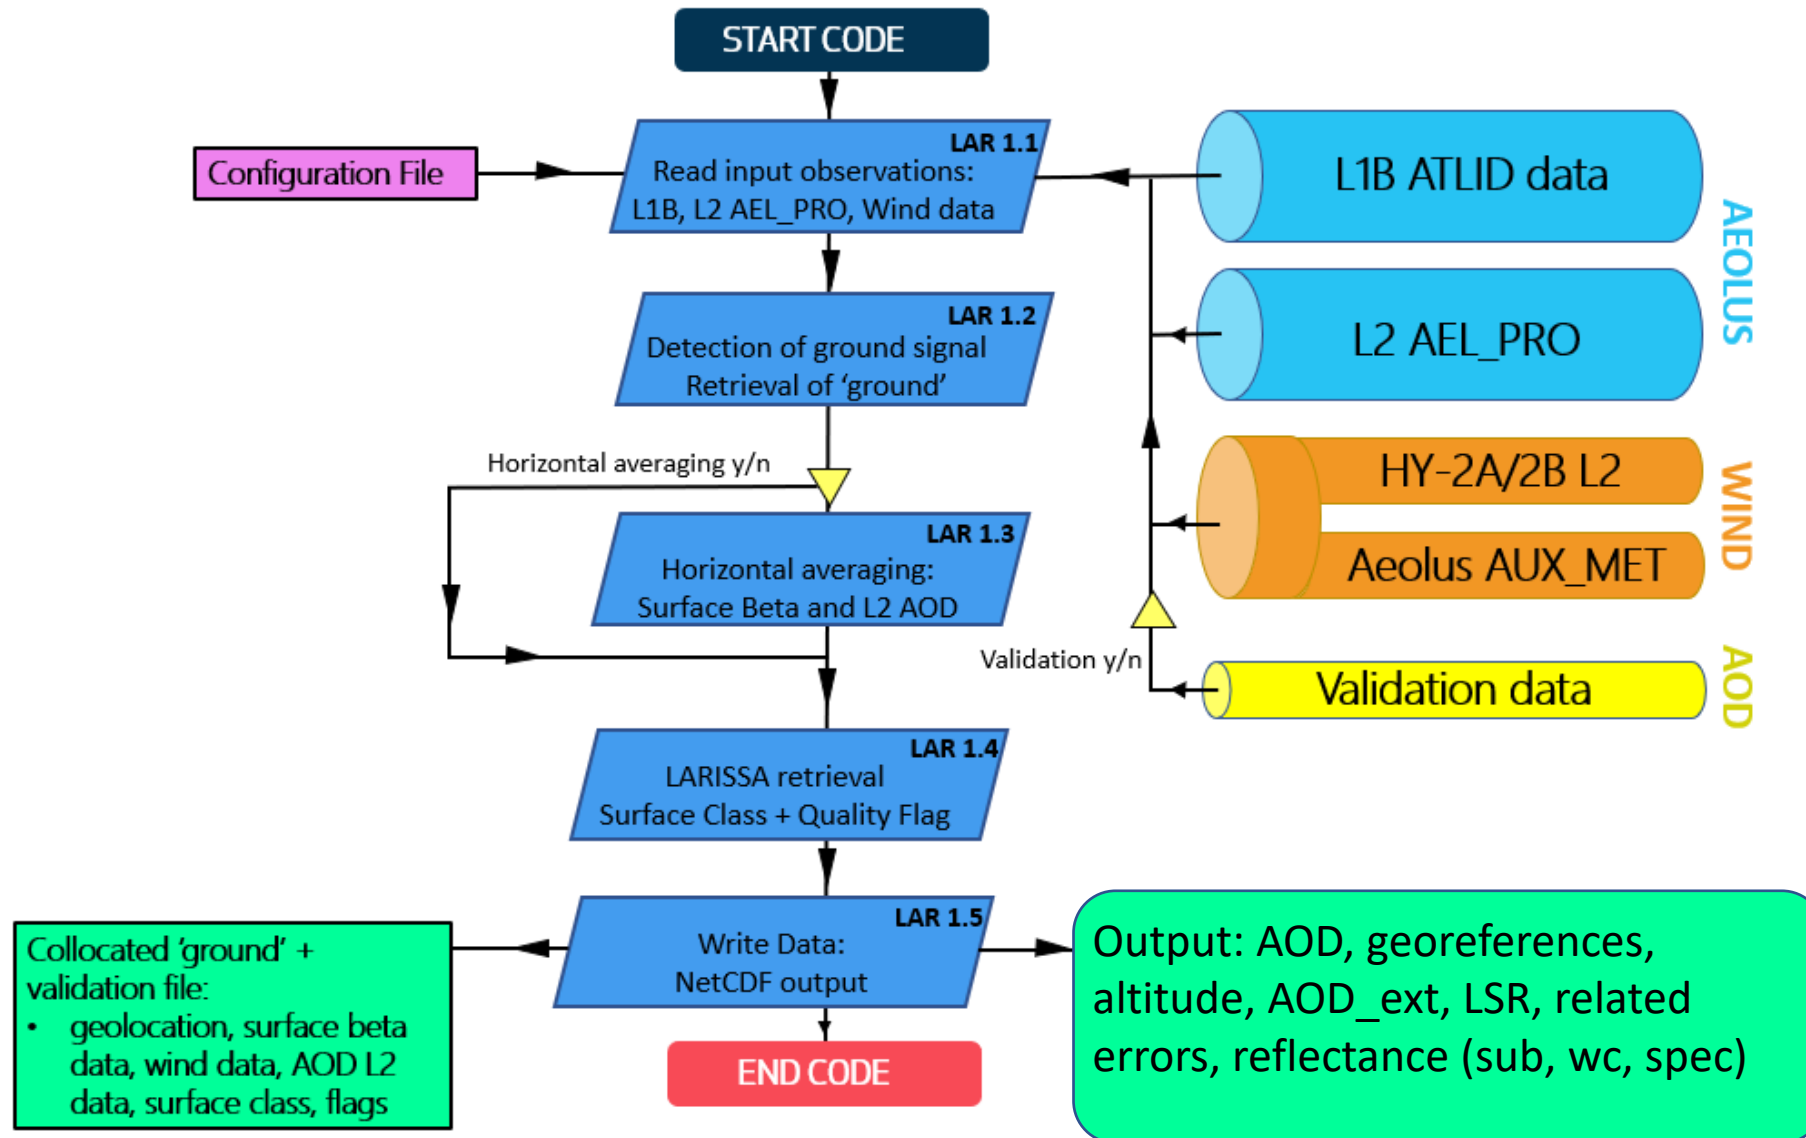 START CODE
Configuration File
LAR 1.1
Read input observations:
L1B, L2 AEL_PRO, Wind data
L1B ATLID data
L2 AEL_PRO
AEOLUS
LAR 1.2
Detection of ground signal
Retrieval of ‘ground’
Horizontal averaging y/n
HY-2A/2B L2
Aeolus AUX_MET
WIND
LAR 1.3
Horizontal averaging:
Surface Beta and L2 AOD
Validation y/n
Validation data
AOD
LAR 1.4
LARISSA retrieval
Surface Class + Quality Flag
LAR 1.5
Write Data:
NetCDF output
Collocated ‘ground’ +
validation file:
• geolocation, surface beta
data, wind data, AOD L2
data, surface class, flags
Output: AOD, georeferences,
altitude, AOD_ext, LSR, related
errors, reflectance (sub, wc, spec)
END CODE